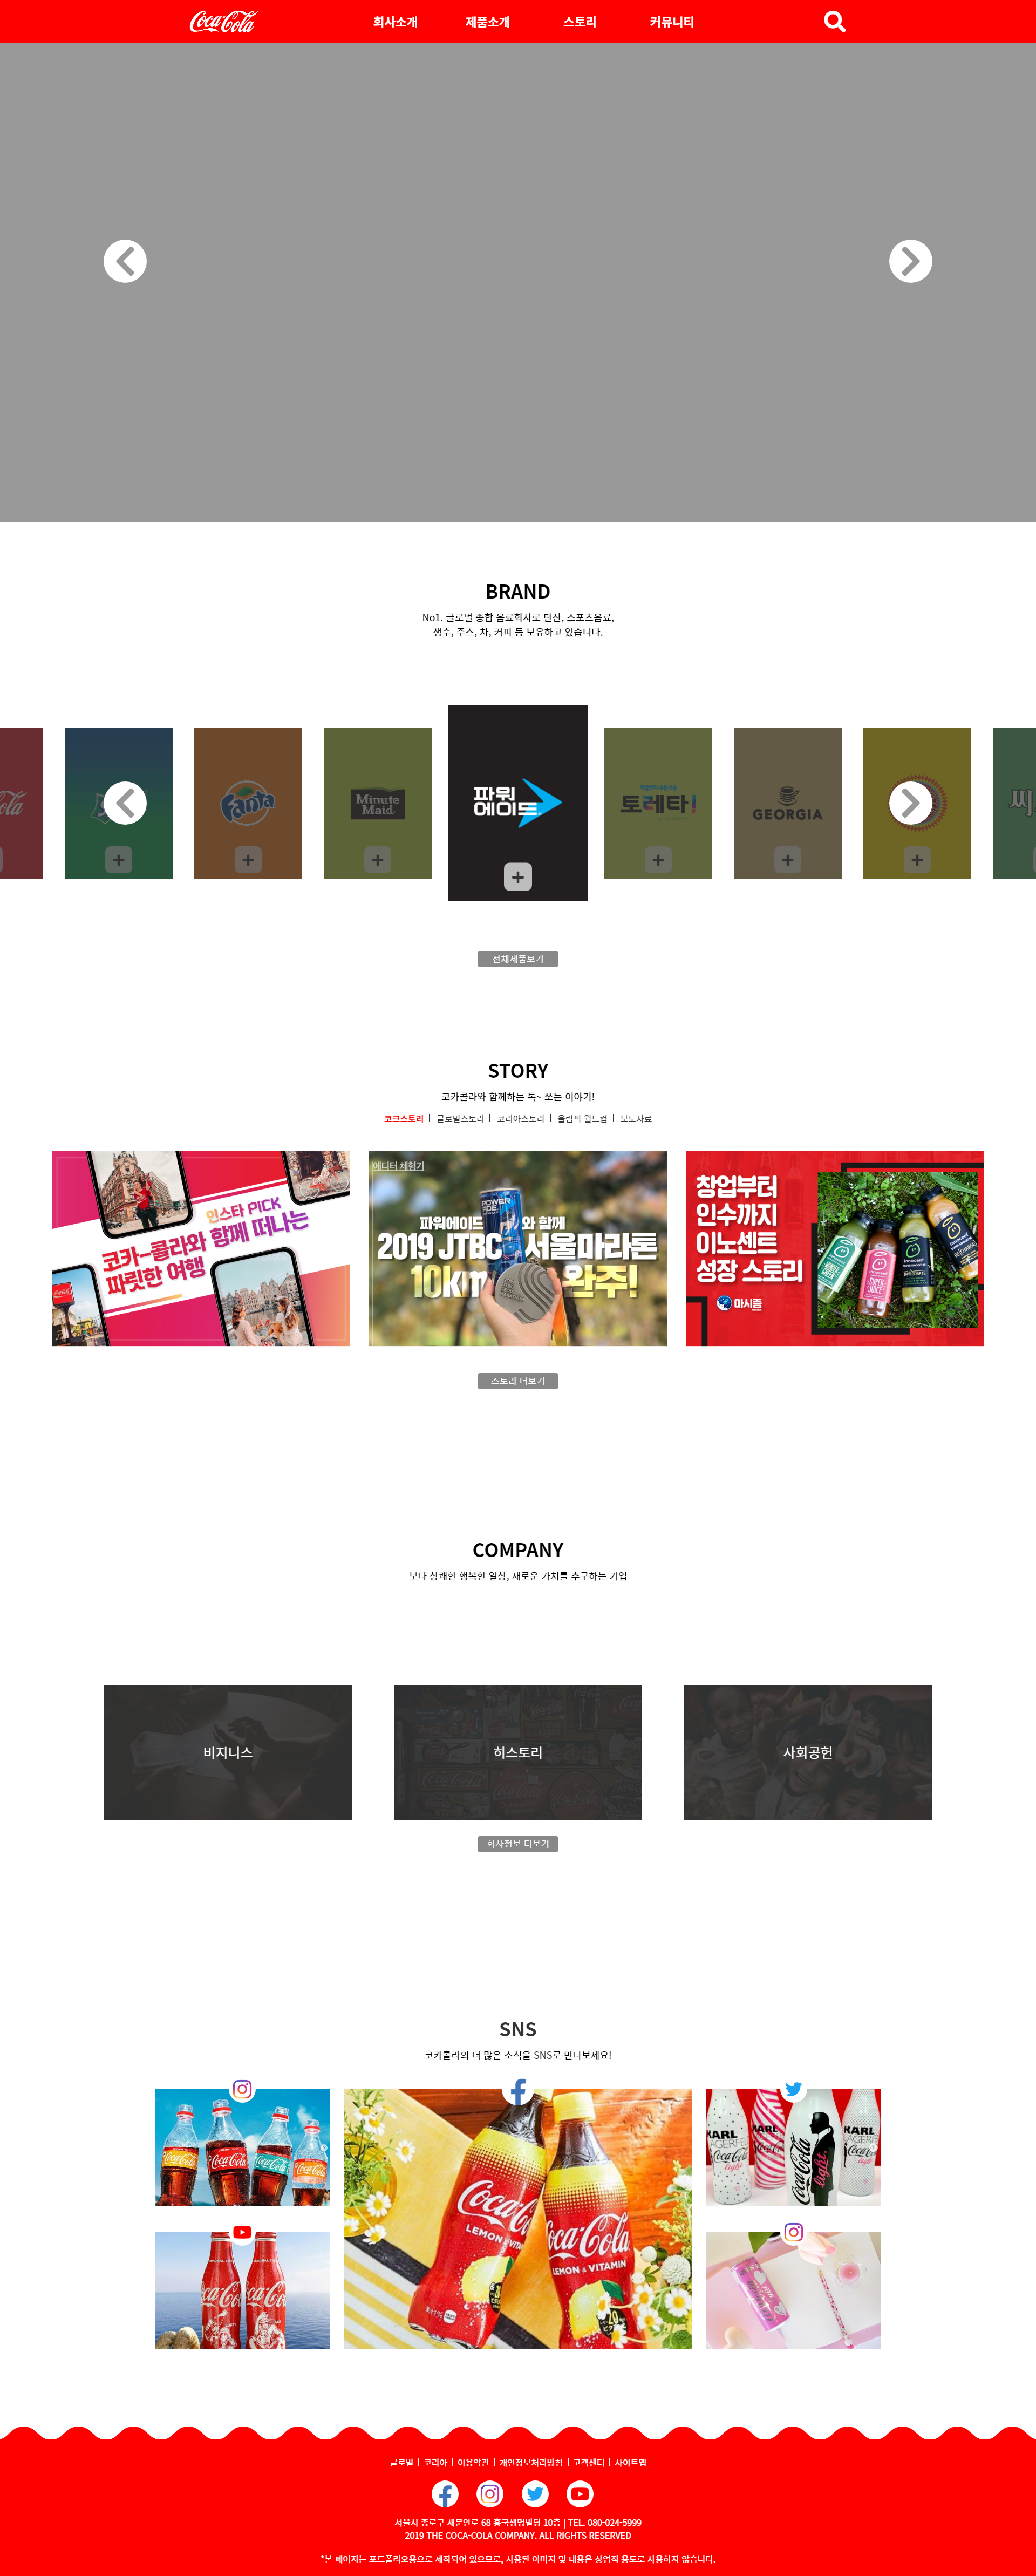 Coca-Cola
회사소개 제품소개 스토리 커뮤니티
BRAND
No1. 글로벌 종합 음료회사로 탄산, 스포츠음료,
생수, 주스, 차, 커피 등 보유하고 있습니다.
Fanta
Minute
Maid
파워
에이드
토레타!
GEORGIA
전체제품보기
STORY
코카콜라와 함께하는 톡~ 쏘는 이야기!
코크스토리 글로벌스토리 코리아스토리 올림픽 월드컵 보도자료
인스타 PICK
코카-콜라와 함께 떠나는
파릿한 여행
에디터 체험기
POWER
ADE
파워에이드 와 함께
2019 JTBC 서울마라톤
10km 완주!
창업부터
인수까지
이노센트
성장 스토리
마시즘
스토리 더보기
COMPANY
보다 상쾌한 행복한 일상, 새로운 가치를 추구하는 기업
비지니스
히스토리
사회공헌
회사정보 더보기
SNS
코카콜라의 더 많은 소식을 SNS로 만나보세요!
Coca-Cola
LEMON & VITAMIN
Coca-Cola
LEMON & VITAMIN
KARL
Coca-Cola
light
글로벌 코리아 이용약관 개인정보처리방침 고객센터 사이트맵
서울시 종로구 새문안로 68 흥국생명빌딩 10층 | TEL. 080-024-5999
2019 THE COCA-COLA COMPANY. ALL RIGHTS RESERVED
*본 페이지는 포트폴리오용으로 제작되어 있으므로, 사용된 이미지 및 내용은 상업적 용도로 사용하지 않습니다.